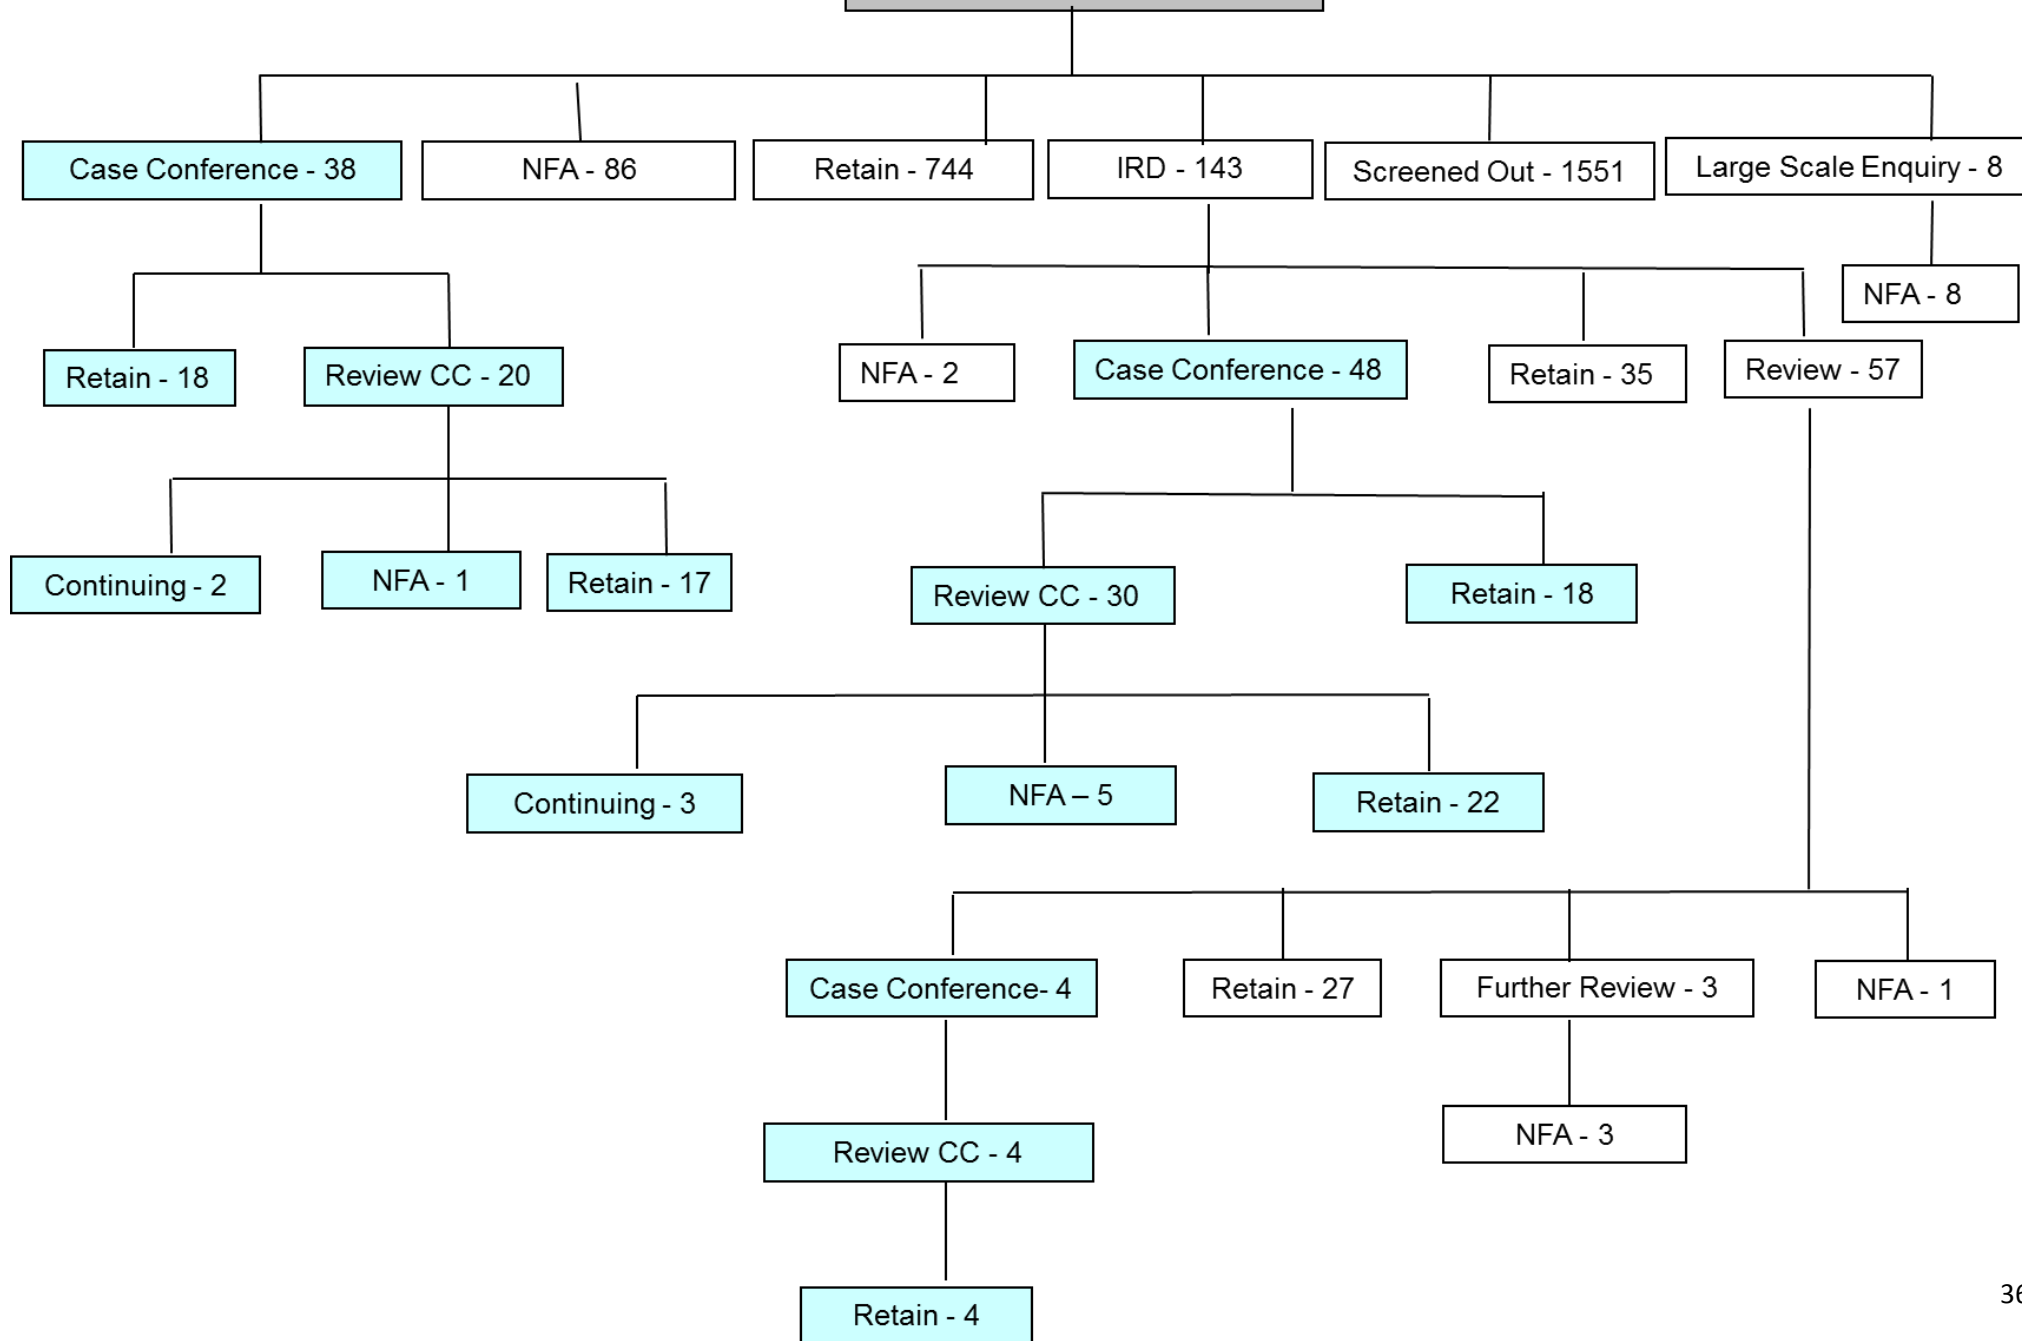 Case Conference - 38
NFA - 86
Retain - 744
IRD - 143
Screened Out - 1551
Large Scale Enquiry - 8
NFA - 8
Retain - 18
Review CC - 20
NFA - 2
Case Conference - 48
Retain - 35
Review - 57
Continuing - 2
NFA - 1
Retain - 17
Review CC - 30
Retain - 18
Continuing - 3
NFA – 5
Retain - 22
Case Conference- 4
Retain - 27
Further Review - 3
NFA - 1
Review CC - 4
NFA - 3
Retain - 4
36